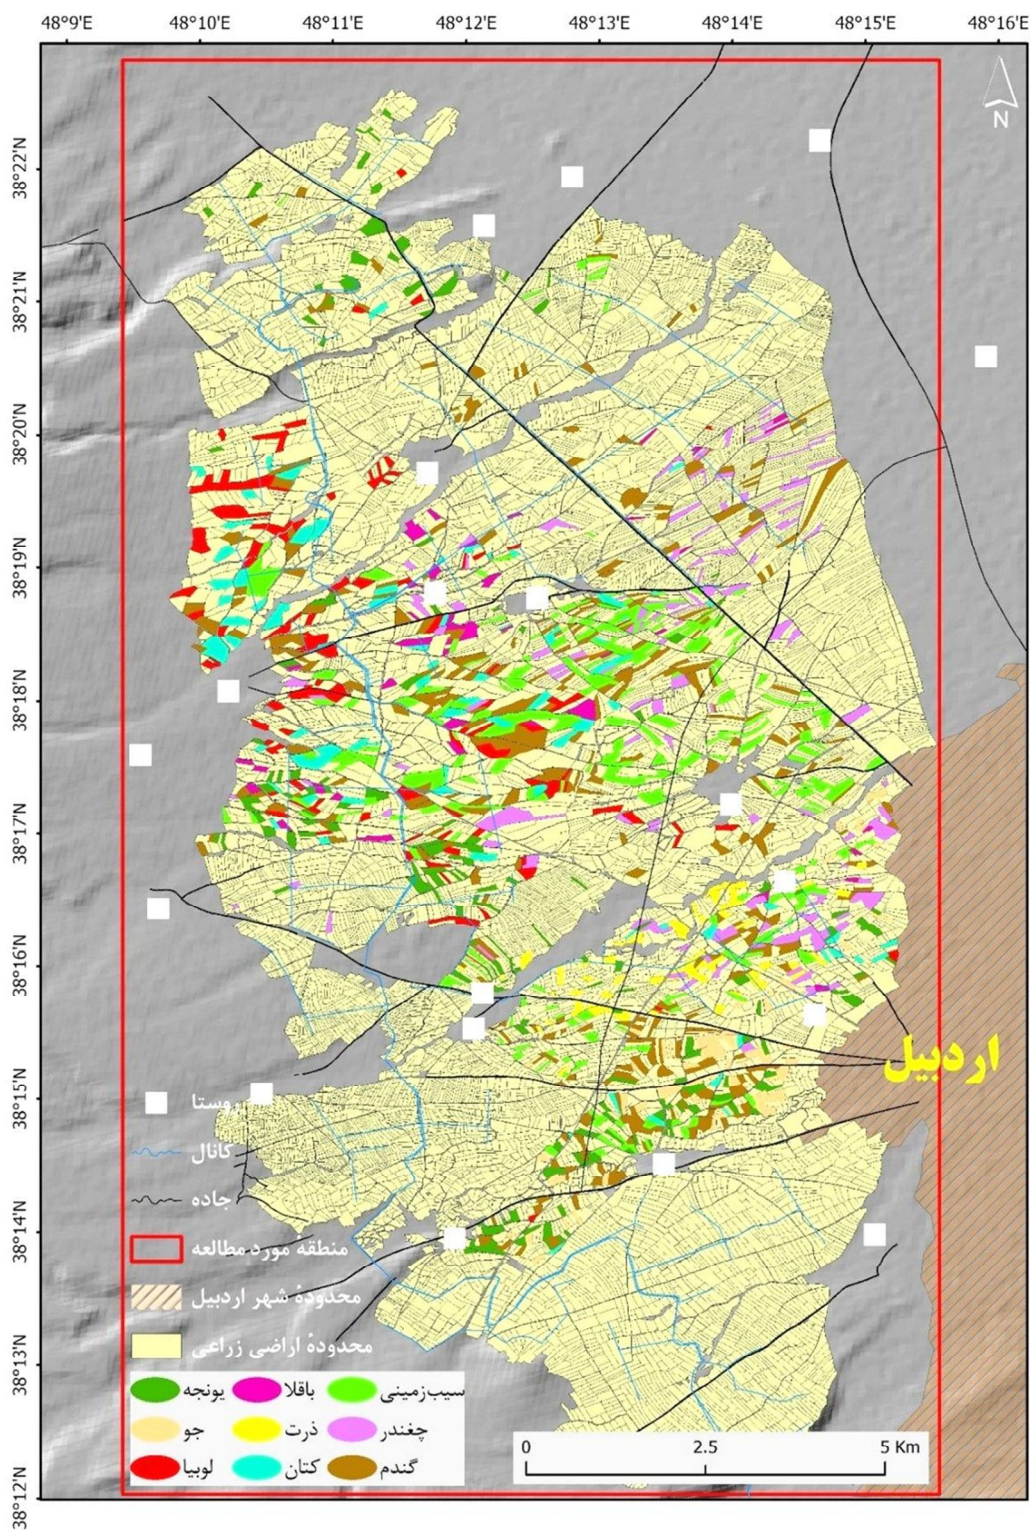 48°9'E 48°10'E 48°11'E 48°12'E 48°13'E 48°14'E 48°15'E 48°16'E
N
38°22'N
38°21'N
38°20'N
38°19'N
38°18'N
38°17'N
38°16'N
38°15'N
38°14'N
38°13'N
38°12'N
اردبیل
روستا
کانال
جاده
منطقه مورد مطالعه
محدودهٔ شهر اردبیل
محدودهٔ اراضی زراعی
سیب‌زمینی باقلا یونجه
چغندر ذرت جو
گندم کتان لوبیا
0 2.5 5 Km